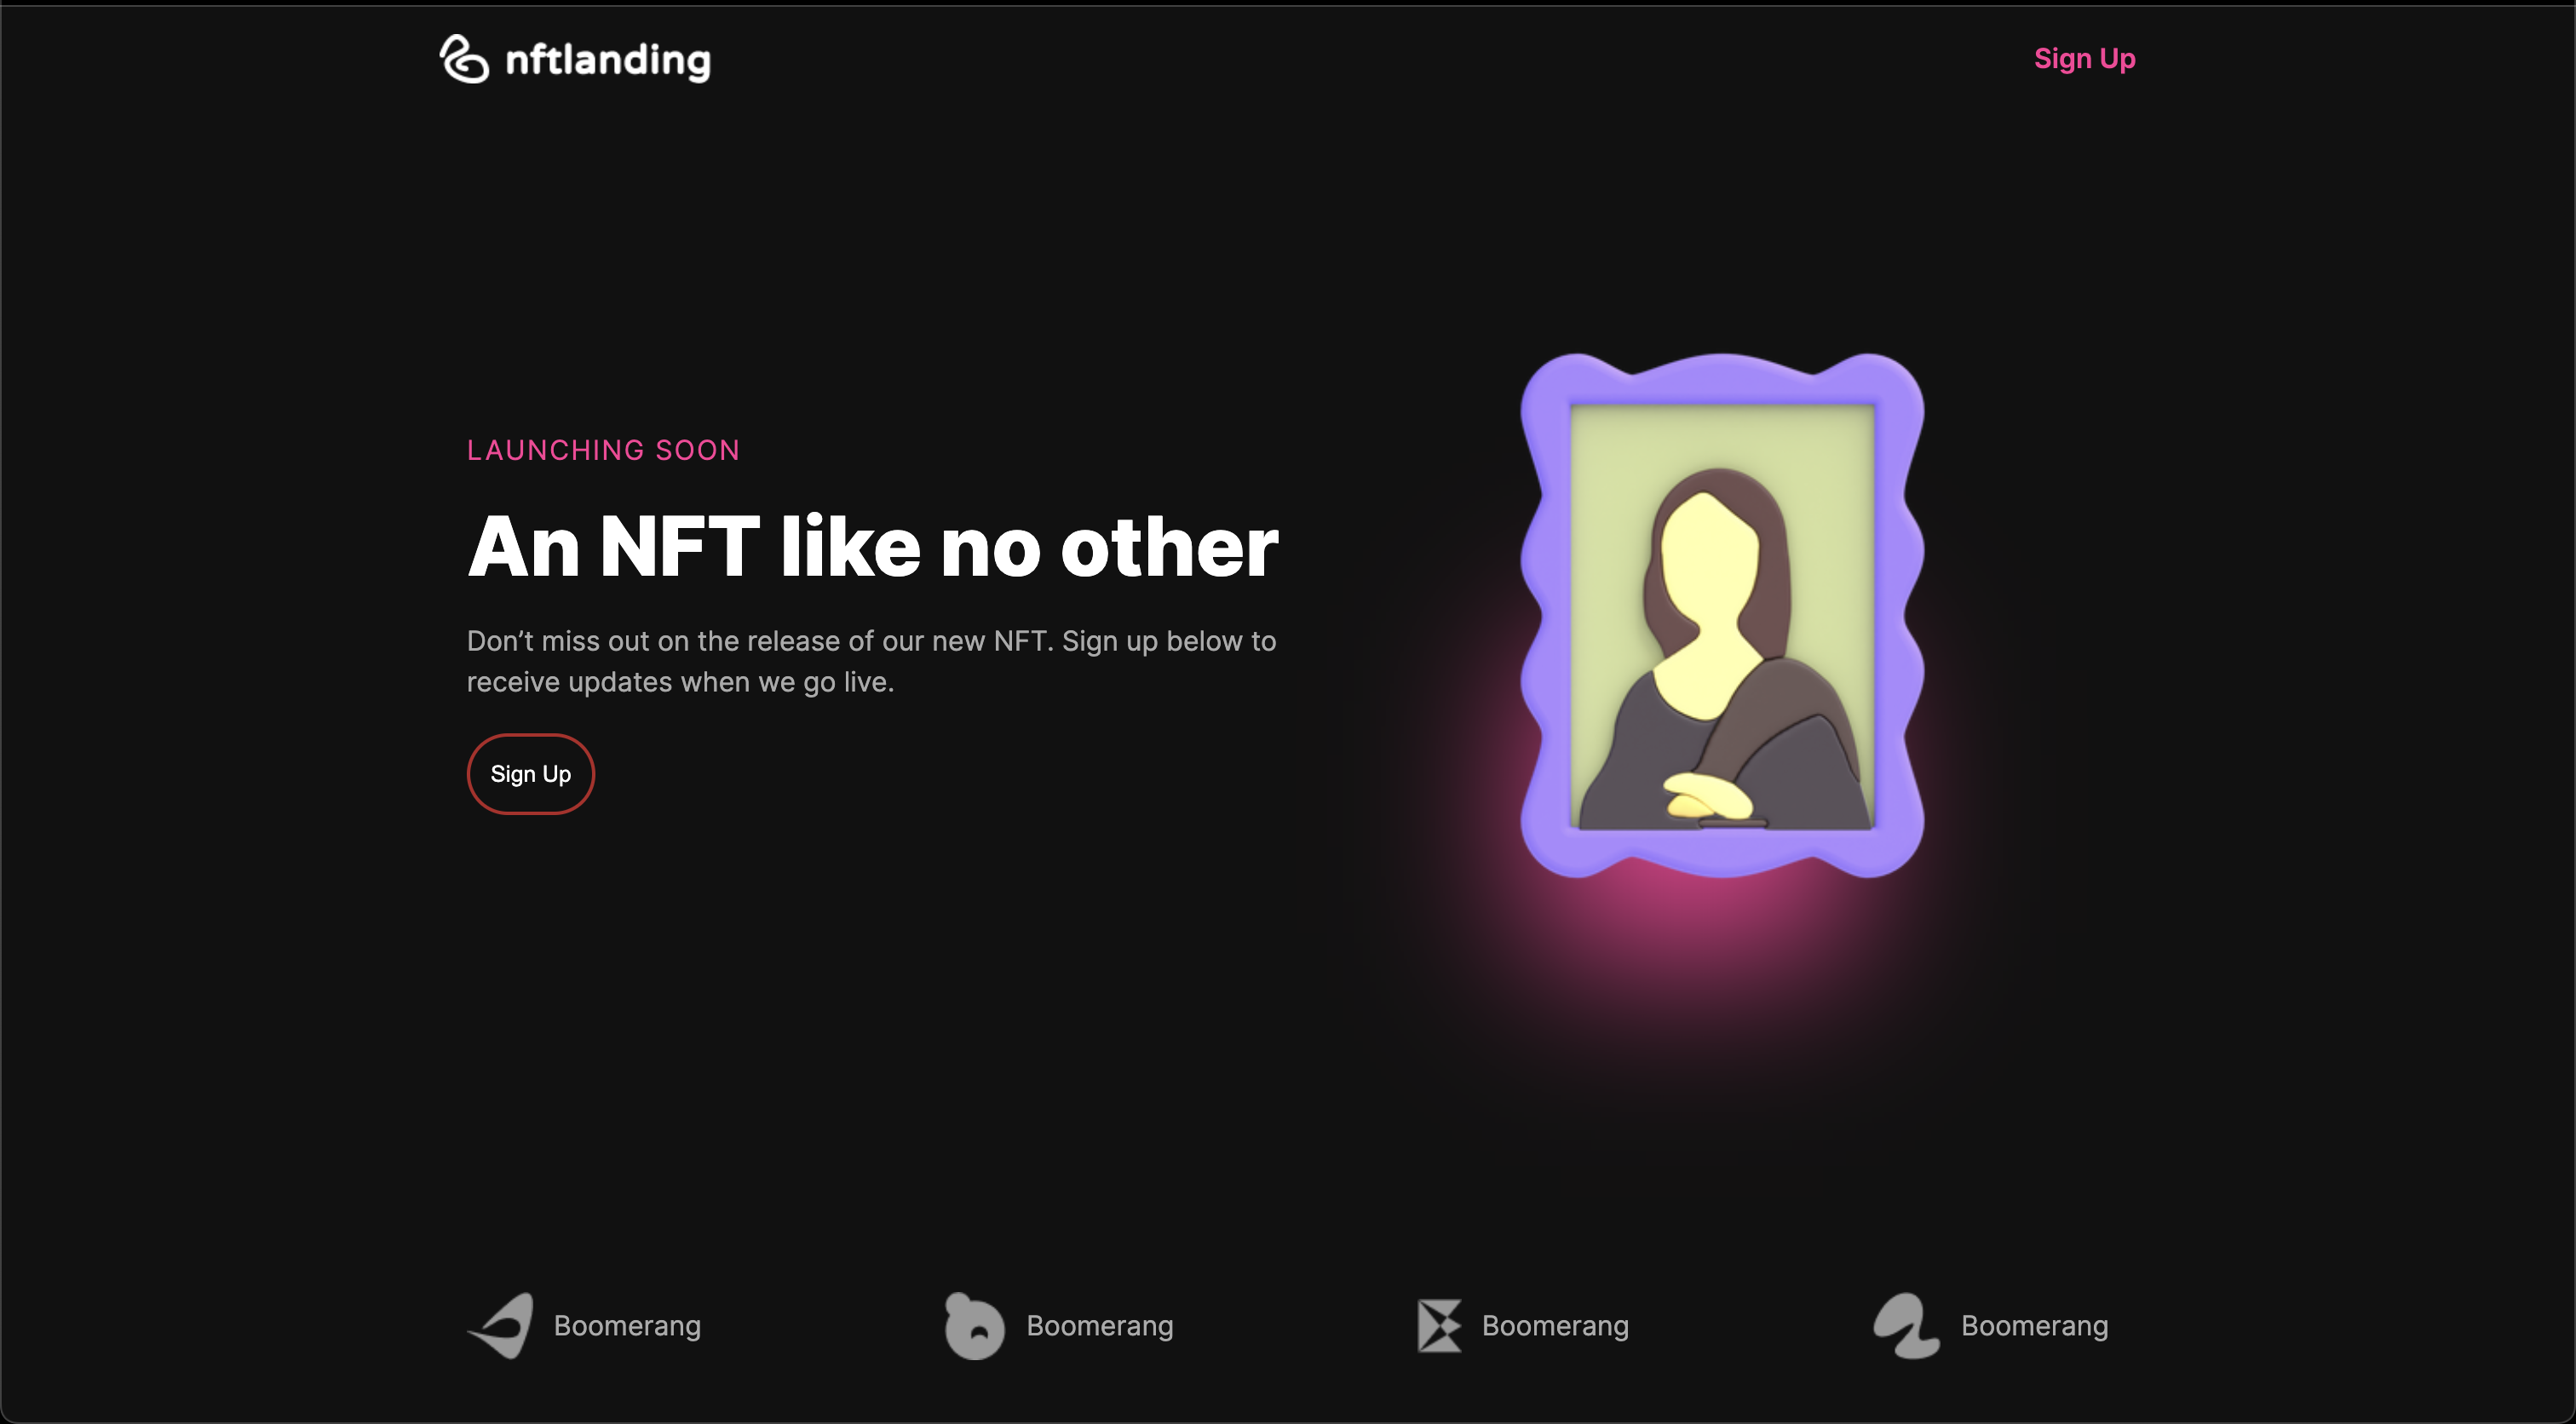 nftlanding
Sign Up
LAUNCHING SOON
An NFT like no other
Don’t miss out on the release of our new NFT. Sign up below to
receive updates when we go live.
Sign Up
Boomerang
Boomerang
Boomerang
Boomerang